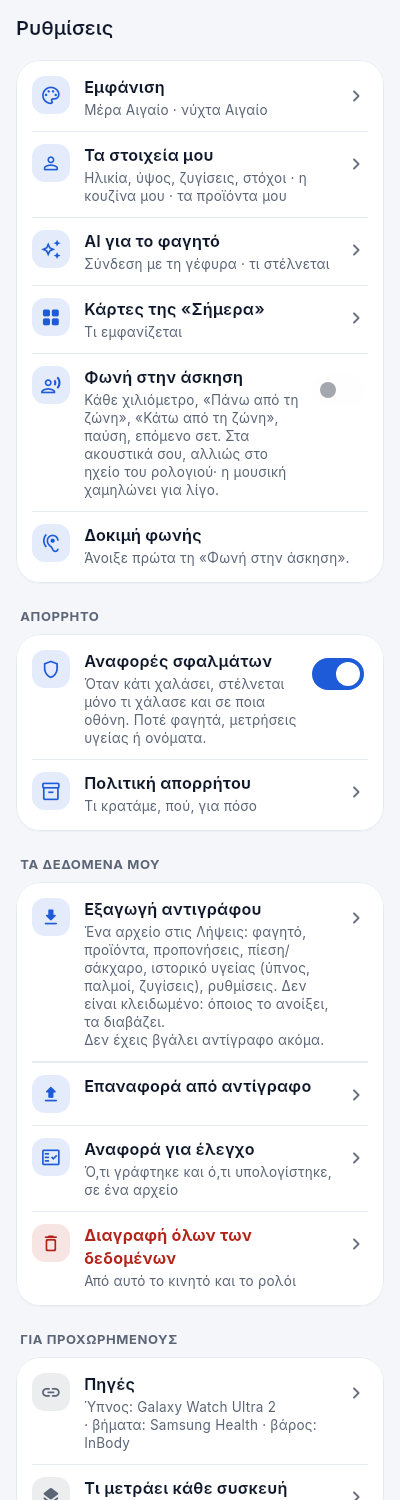 Ρυθμίσεις
Εμφάνιση
Μέρα Αιγαίο · νύχτα Αιγαίο
Τα στοιχεία μου
Ηλικία, ύψος, ζυγίσεις, στόχοι · η
κουζίνα μου · τα προϊόντα μου
AI για το φαγητό
Σύνδεση με τη γέφυρα · τι στέλνεται
Κάρτες της «Σήμερα»
Τι εμφανίζεται
Φωνή στην άσκηση
Κάθε χιλιόμετρο, «Πάνω από τη
ζώνη», «Κάτω από τη ζώνη»,
παύση, επόμενο σετ. Στα
ακουστικά σου, αλλιώς στο
ηχείο του ρολογιού· η μουσική
χαμηλώνει για λίγο.
Δοκιμή φωνής
Άνοιξε πρώτα τη «Φωνή στην άσκηση».
ΑΠΟΡΡΗΤΟ
Αναφορές σφαλμάτων
Όταν κάτι χαλάσει, στέλνεται
μόνο τι χάλασε και σε ποια
οθόνη. Ποτέ φαγητά, μετρήσεις
υγείας ή ονόματα.
Πολιτική απορρήτου
Τι κρατάμε, πού, για πόσο
ΤΑ ΔΕΔΟΜΕΝΑ ΜΟΥ
Εξαγωγή αντιγράφου
Ένα αρχείο στις Λήψεις: φαγητό,
προϊόντα, προπονήσεις, πίεση/
σάκχαρο, ιστορικό υγείας (ύπνος,
παλμοί, ζυγίσεις), ρυθμίσεις. Δεν
είναι κλειδωμένο: όποιος το ανοίξει,
τα διαβάζει.
Δεν έχεις βγάλει αντίγραφο ακόμα.
Επαναφορά από αντίγραφο
Αναφορά για έλεγχο
Ό,τι γράφτηκε και ό,τι υπολογίστηκε,
σε ένα αρχείο
Διαγραφή όλων των
δεδομένων
Από αυτό το κινητό και το ρολόι
ΓΙΑ ΠΡΟΧΩΡΗΜΕΝΟΥΣ
Πηγές
Ύπνος: Galaxy Watch Ultra 2
· βήματα: Samsung Health · βάρος:
InBody
Τι μετράει κάθε συσκευή